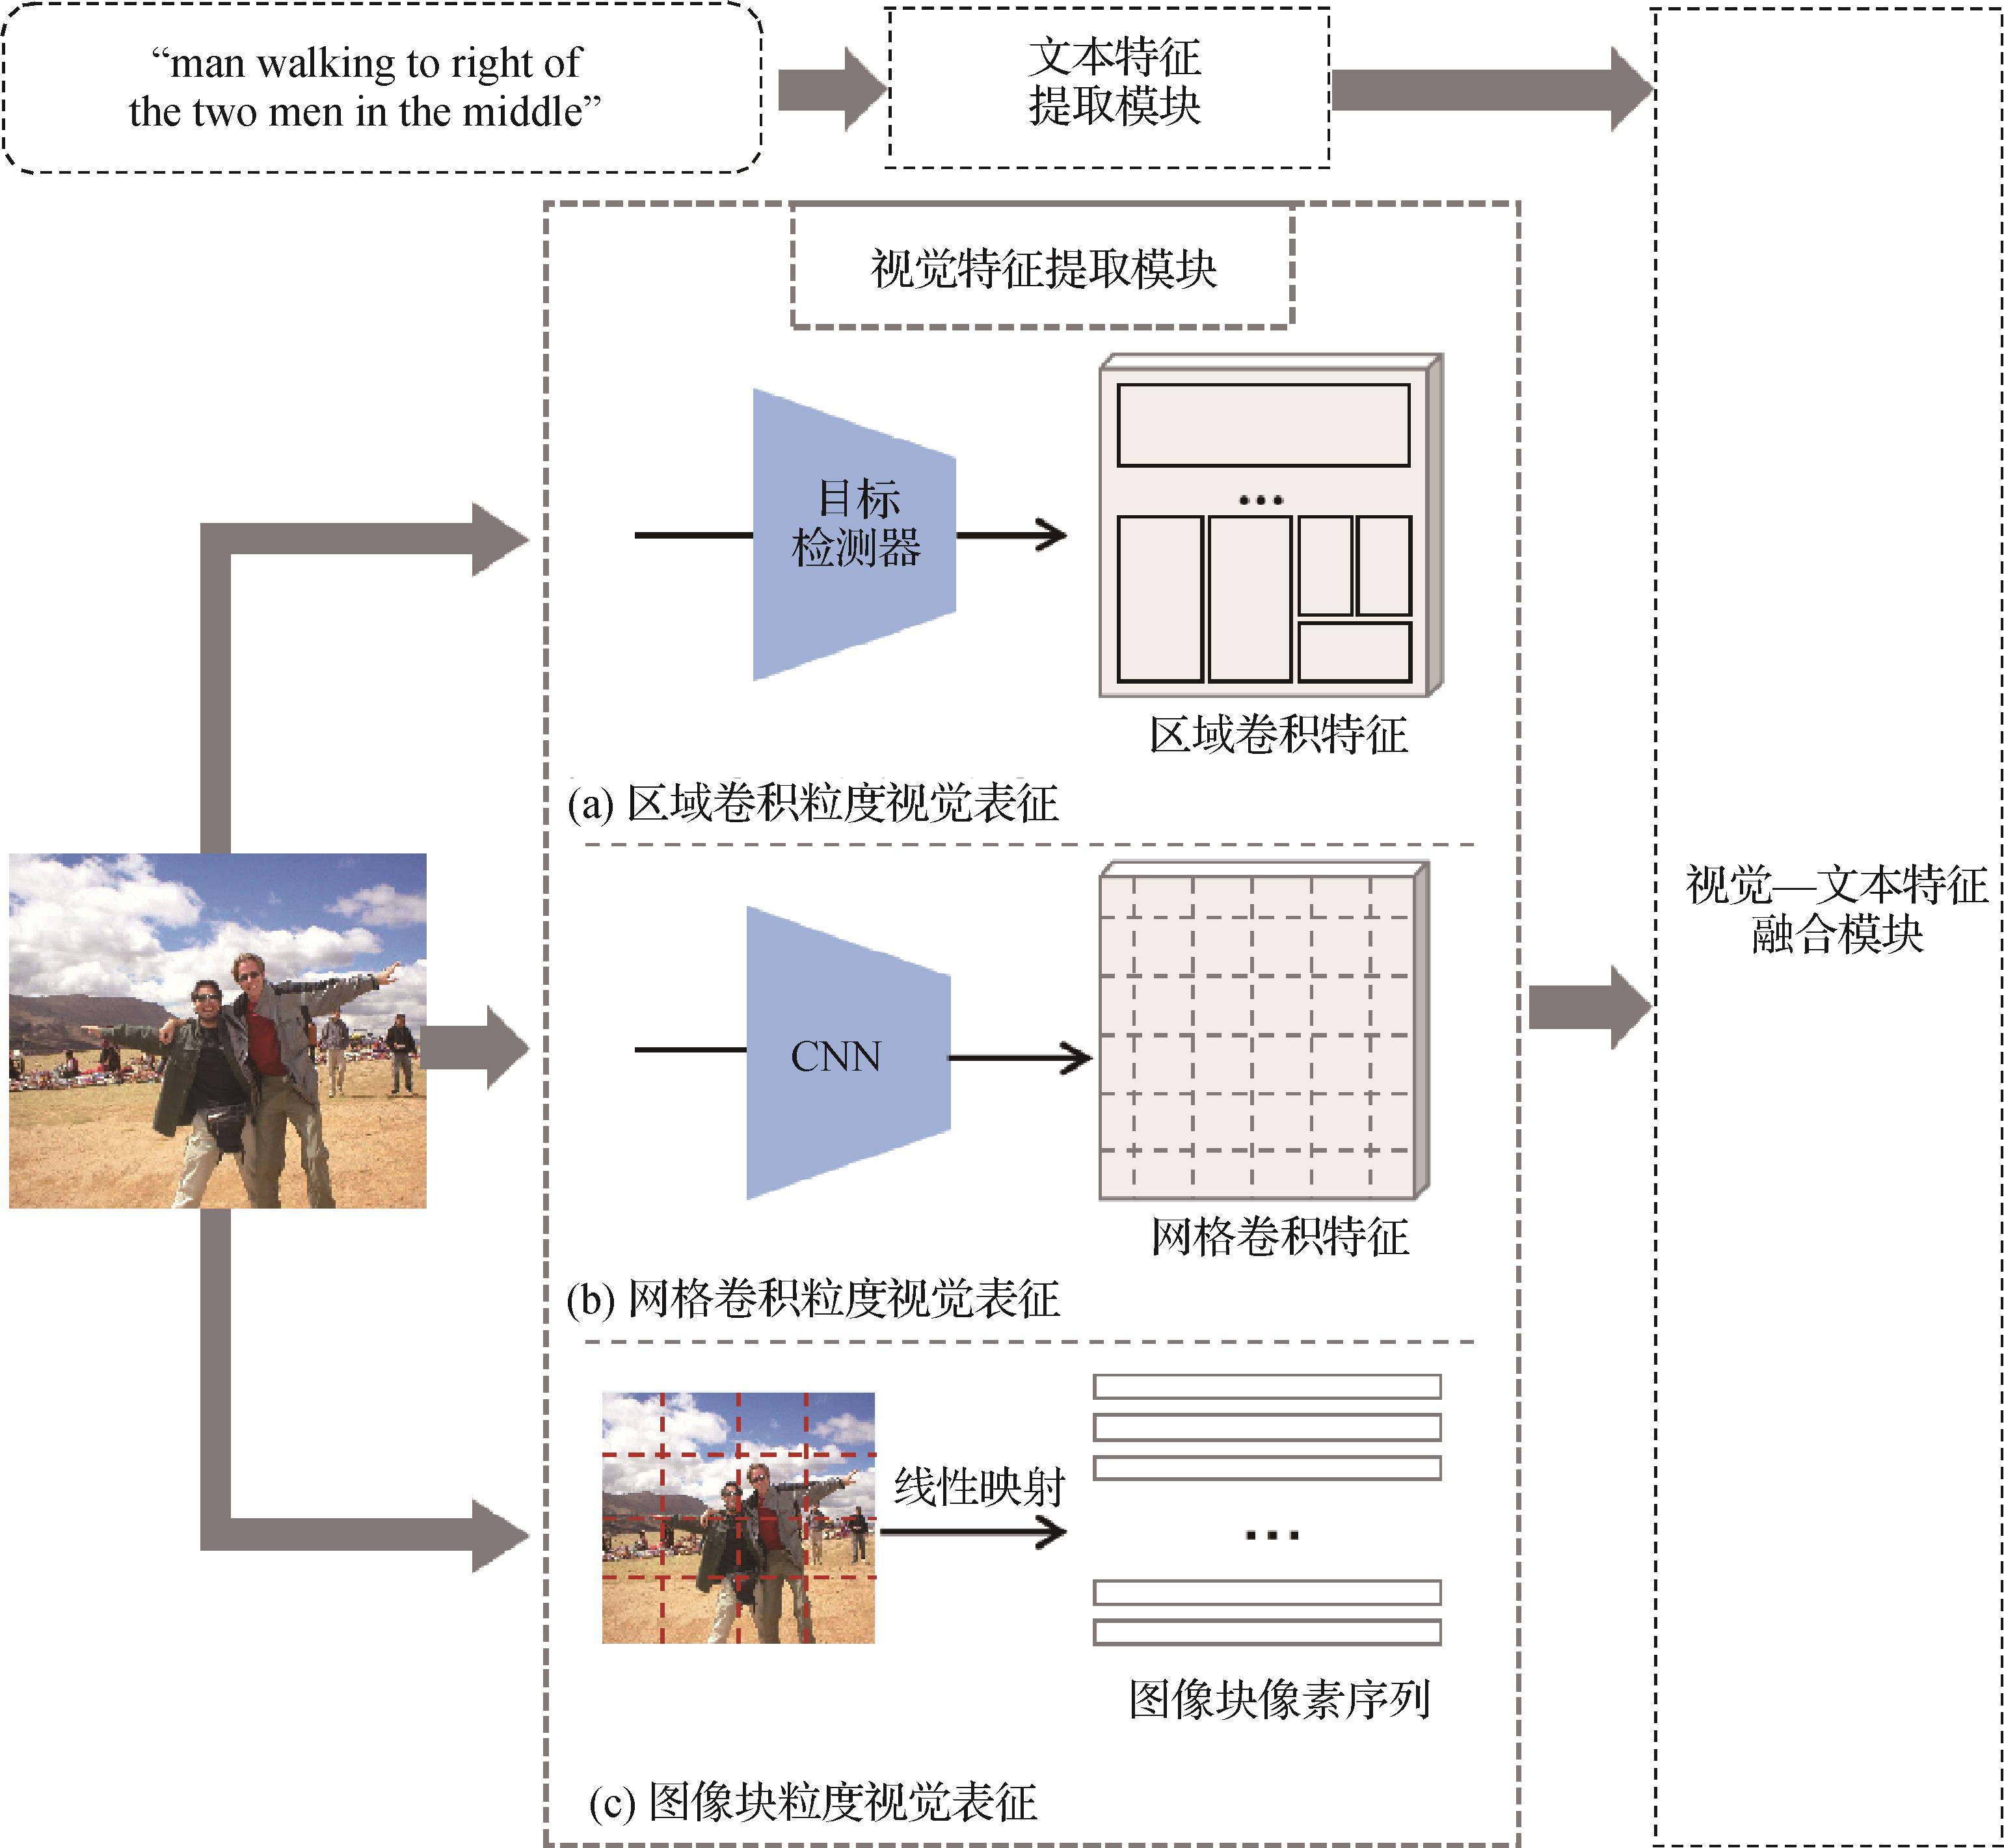 “man walking to right of
the two men in the middle”
文本特征
提取模块
视觉特征提取模块
目标
检测器
区域卷积特征
(a) 区域卷积粒度视觉表征
CNN
网格卷积特征
(b) 网格卷积粒度视觉表征
线性映射
图像块像素序列
(c) 图像块粒度视觉表征
视觉—文本特征
融合模块